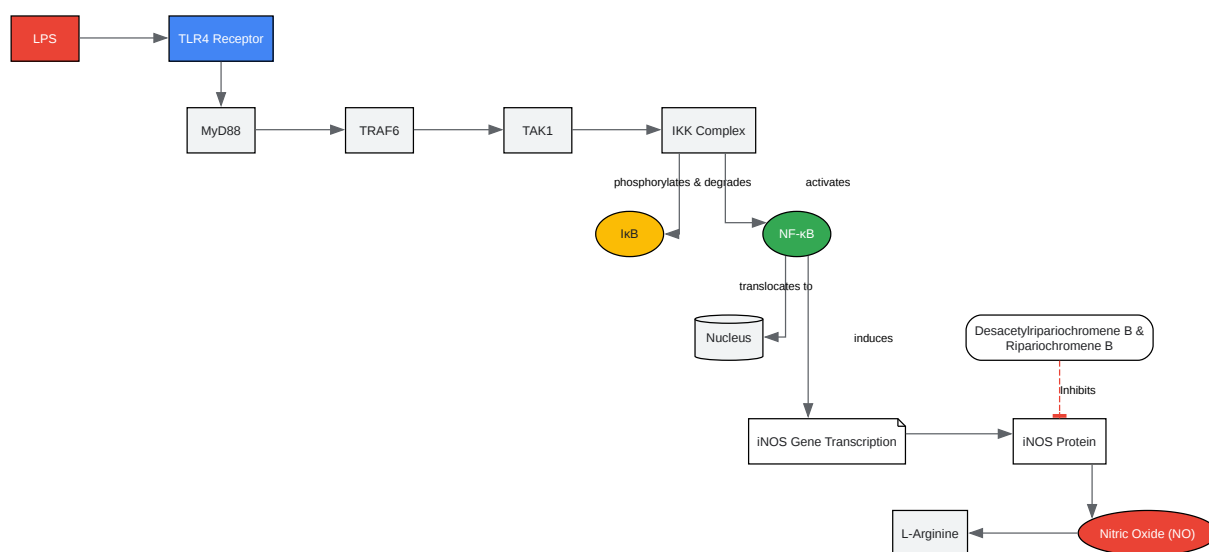 LPS
TLR4 Receptor
MyD88
TRAF6
TAK1
IKK Complex
phosphorylates & degrades
activates
IκB
NF-κB
translocates to
Nucleus
induces
Desacetylripariochromene B &
Ripariochromene B
Inhibits
iNOS Gene Transcription
iNOS Protein
L-Arginine
Nitric Oxide (NO)